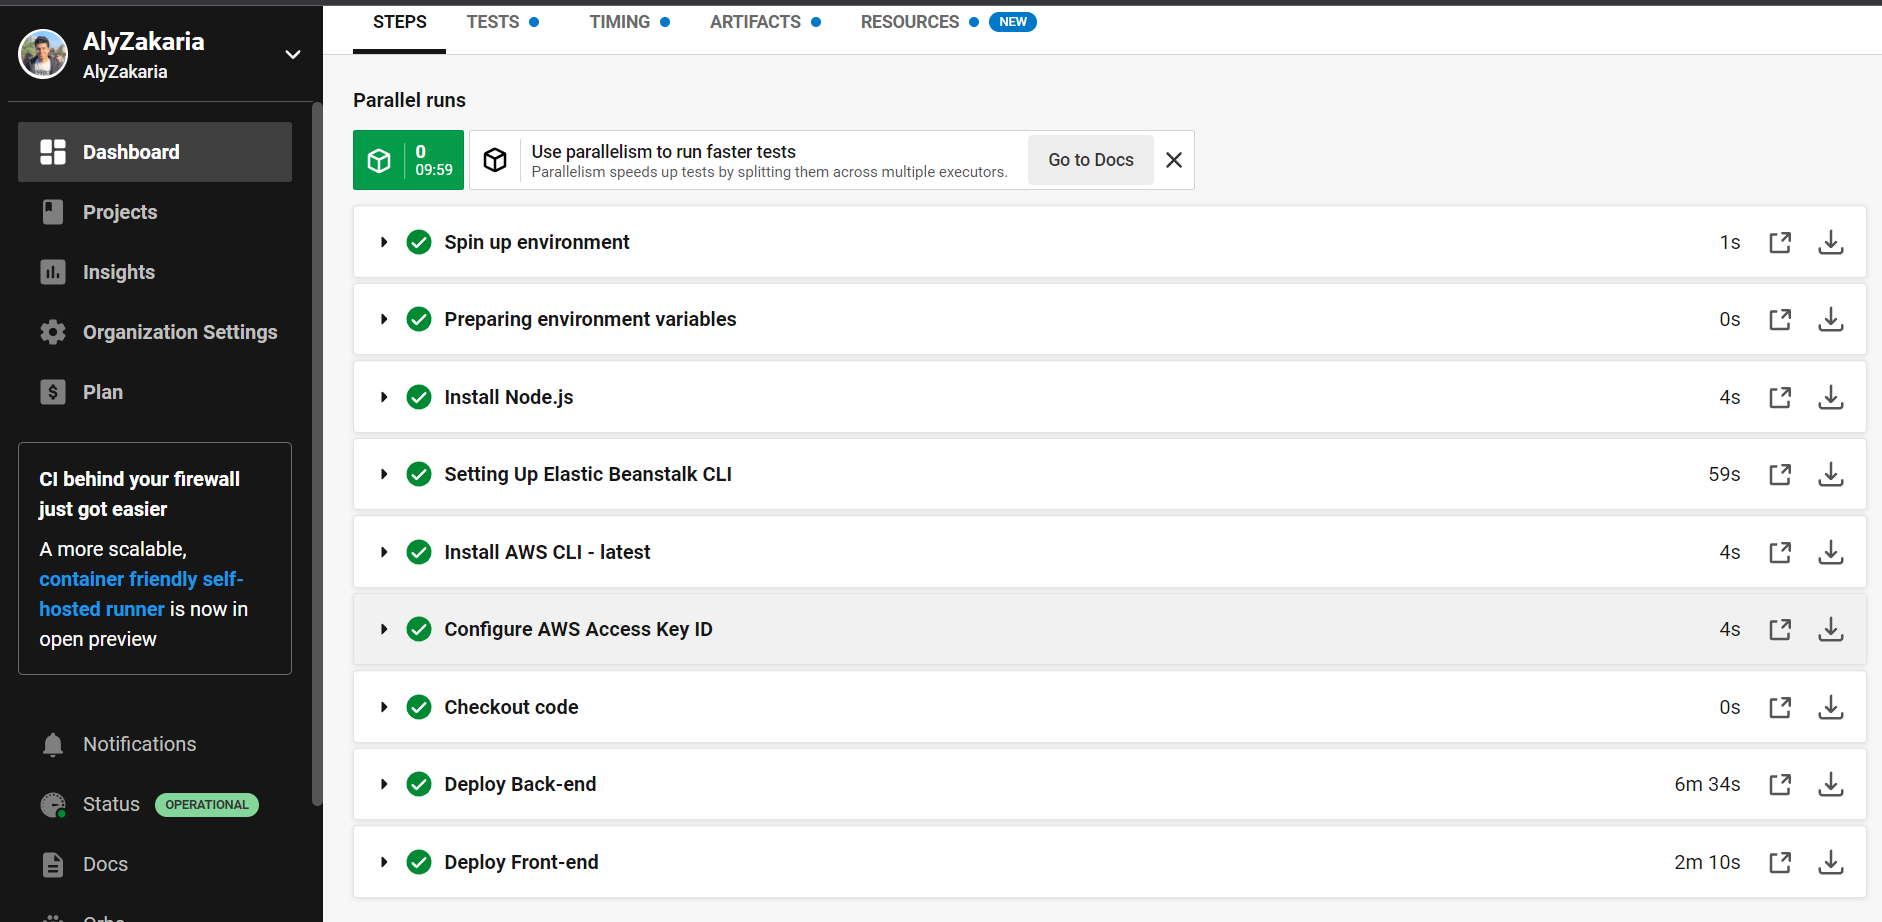 AlyZakaria
AlyZakaria
Dashboard
Projects
Insights
Organization Settings
Plan
CI behind your firewall
just got easier
A more scalable,
container friendly self-
hosted runner is now in
open preview
Notifications
Status OPERATIONAL
Docs
STEPS TESTS TIMING ARTIFACTS RESOURCES NEW
Parallel runs
0
09:59
Use parallelism to run faster tests
Parallelism speeds up tests by splitting them across multiple executors.
Go to Docs
Spin up environment 1s
Preparing environment variables 0s
Install Node.js 4s
Setting Up Elastic Beanstalk CLI 59s
Install AWS CLI - latest 4s
Configure AWS Access Key ID 4s
Checkout code 0s
Deploy Back-end 6m 34s
Deploy Front-end 2m 10s